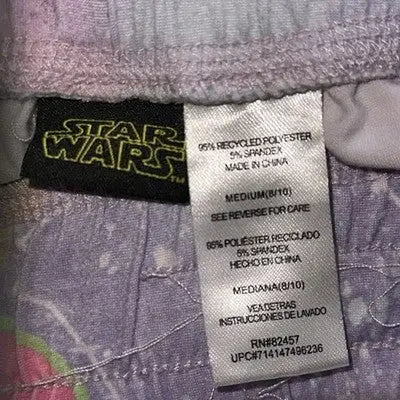 STAR
WARS™
95% RECYCLED POLYESTER
5% SPANDEX
MADE IN CHINA
MEDIUM(8/10)
SEE REVERSE FOR CARE
95% POLIÉSTER RECICLADO
5% SPANDEX
HECHO EN CHINA
MEDIANA(8/10)
VEA DETRAS
INSTRUCCIONES DE LAVADO
RN#82457
UPC#714147496236